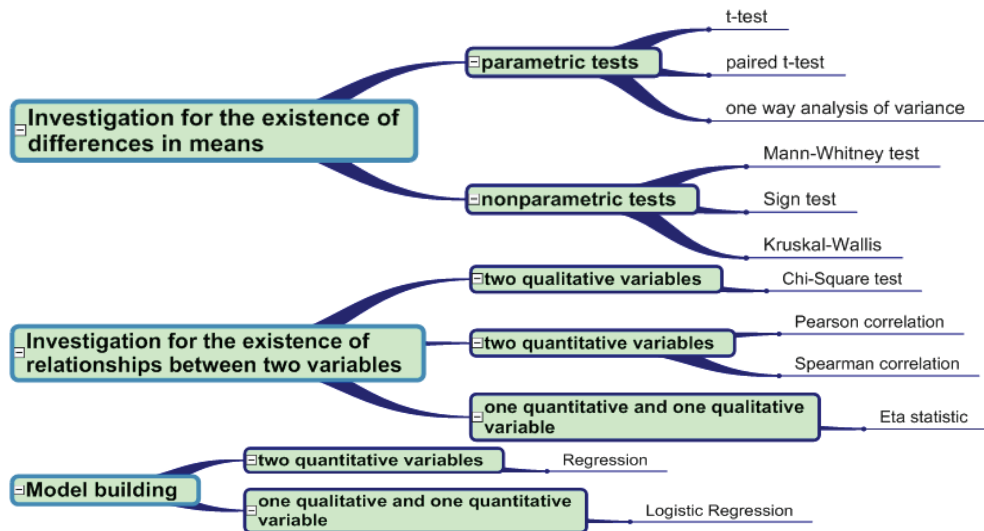 Investigation for the existence of
differences in means
parametric tests
t-test
paired t-test
one way analysis of variance
nonparametric tests
Mann-Whitney test
Sign test
Kruskal-Wallis
Investigation for the existence of
relationships between two variables
two qualitative variables
Chi-Square test
two quantitative variables
Pearson correlation
Spearman correlation
one quantitative and one qualitative
variable
Eta statistic
Model building
two quantitative variables
Regression
one qualitative and one quantitative
variable
Logistic Regression